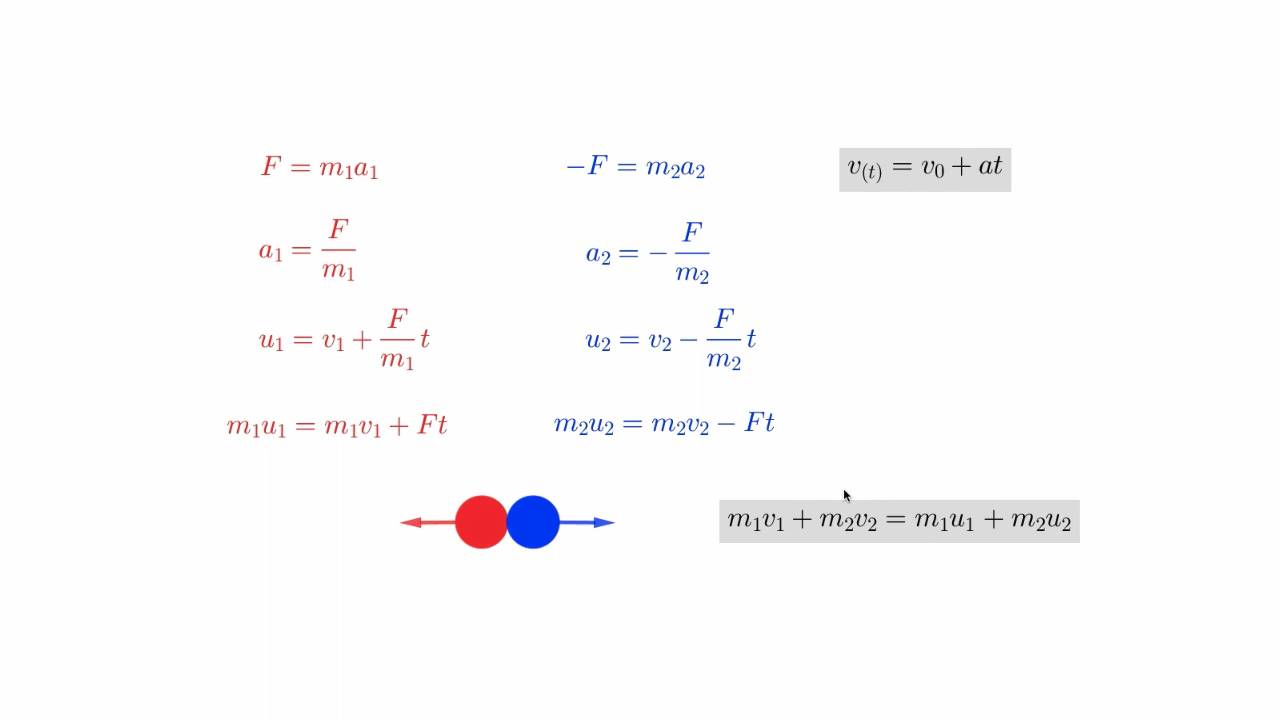 F = m₁a₁
−F = m₂a₂
v₍ₜ₎ = v₀ + at
a₁ = F/m₁
a₂ = − F/m₂
u₁ = v₁ + F/m₁ t
u₂ = v₂ − F/m₂ t
m₁u₁ = m₁v₁ + Ft
m₂u₂ = m₂v₂ − Ft
m₁v₁ + m₂v₂ = m₁u₁ + m₂u₂